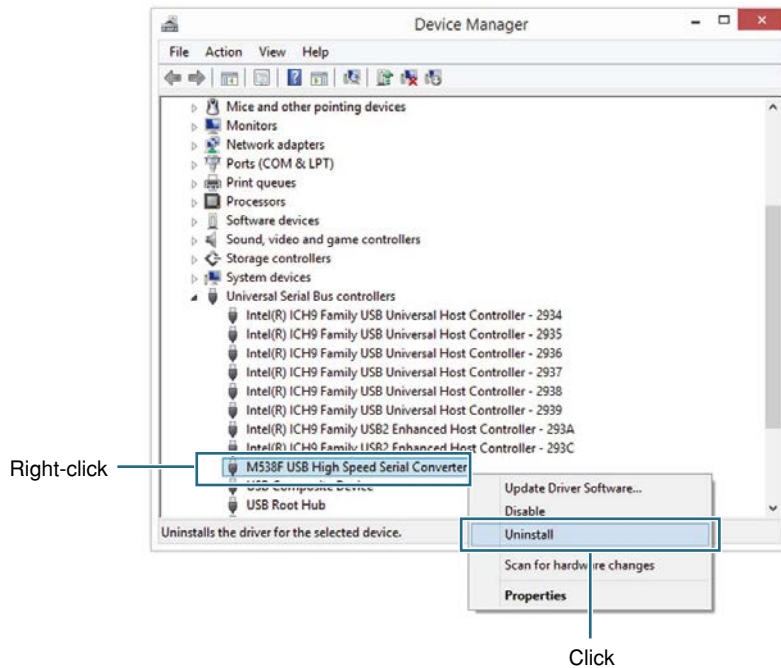 Device Manager
File Action View Help
Mice and other pointing devices
Monitors
Network adapters
Ports (COM & LPT)
Print queues
Processors
Software devices
Sound, video and game controllers
Storage controllers
System devices
Universal Serial Bus controllers
Intel(R) ICH9 Family USB Universal Host Controller - 2934
Intel(R) ICH9 Family USB Universal Host Controller - 2935
Intel(R) ICH9 Family USB Universal Host Controller - 2936
Intel(R) ICH9 Family USB Universal Host Controller - 2937
Intel(R) ICH9 Family USB Universal Host Controller - 2938
Intel(R) ICH9 Family USB Universal Host Controller - 2939
Intel(R) ICH9 Family USB2 Enhanced Host Controller - 293A
Intel(R) ICH9 Family USB2 Enhanced Host Controller - 293C
Right-click
M538F USB High Speed Serial Converter
USB Composite Device
USB Root Hub
Update Driver Software...
Disable
Uninstall
Scan for hardware changes
Properties
Uninstalls the driver for the selected device.
Click